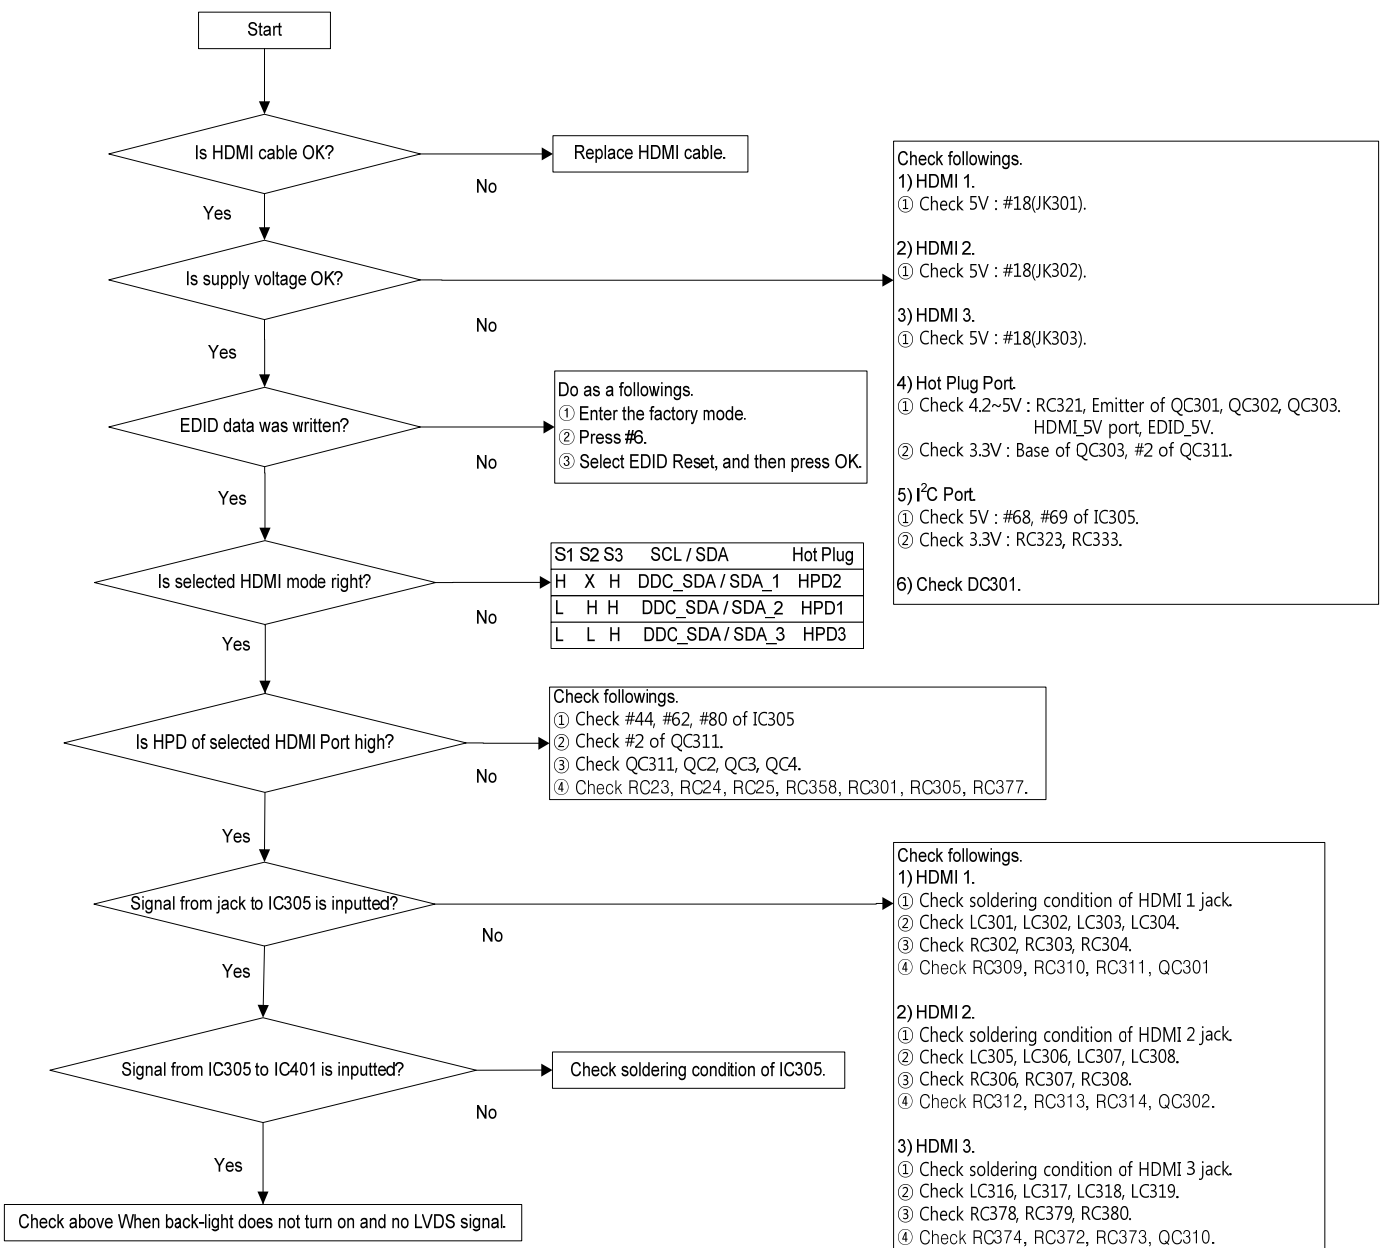 Start
Is HDMI cable OK?
No
Replace HDMI cable.
Yes
Is supply voltage OK?
No
Check followings.
1) HDMI 1.
① Check 5V : #18(JK301).
2) HDMI 2.
① Check 5V : #18(JK302).
3) HDMI 3.
① Check 5V : #18(JK303).
4) Hot Plug Port.
① Check 4.2~5V : RC321, Emitter of QC301, QC302, QC303.
HDMI_5V port, EDID_5V.
② Check 3.3V : Base of QC303, #2 of QC311.
5) I²C Port.
① Check 5V : #68, #69 of IC305.
② Check 3.3V : RC323, RC333.
6) Check DC301.
Yes
EDID data was written?
No
Do as a followings.
① Enter the factory mode.
② Press #6.
③ Select EDID Reset, and then press OK.
Yes
Is selected HDMI mode right?
No
S1 S2 S3 SCL / SDA Hot Plug
H X H DDC_SDA / SDA_1 HPD2
L H H DDC_SDA / SDA_2 HPD1
L L H DDC_SDA / SDA_3 HPD3
Yes
Is HPD of selected HDMI Port high?
No
Check followings.
① Check #44, #62, #80 of IC305
② Check #2 of QC311.
③ Check QC311, QC2, QC3, QC4.
④ Check RC23, RC24, RC25, RC358, RC301, RC305, RC377.
Yes
Signal from jack to IC305 is inputted?
No
Check followings.
1) HDMI 1.
① Check soldering condition of HDMI 1 jack.
② Check LC301, LC302, LC303, LC304.
③ Check RC302, RC303, RC304.
④ Check RC309, RC310, RC311, QC301
2) HDMI 2.
① Check soldering condition of HDMI 2 jack.
② Check LC305, LC306, LC307, LC308.
③ Check RC306, RC307, RC308.
④ Check RC312, RC313, RC314, QC302.
3) HDMI 3.
① Check soldering condition of HDMI 3 jack.
② Check LC316, LC317, LC318, LC319.
③ Check RC378, RC379, RC380.
④ Check RC374, RC372, RC373, QC310.
Yes
Signal from IC305 to IC401 is inputted?
No
Check soldering condition of IC305.
Yes
Check above When back-light does not turn on and no LVDS signal.